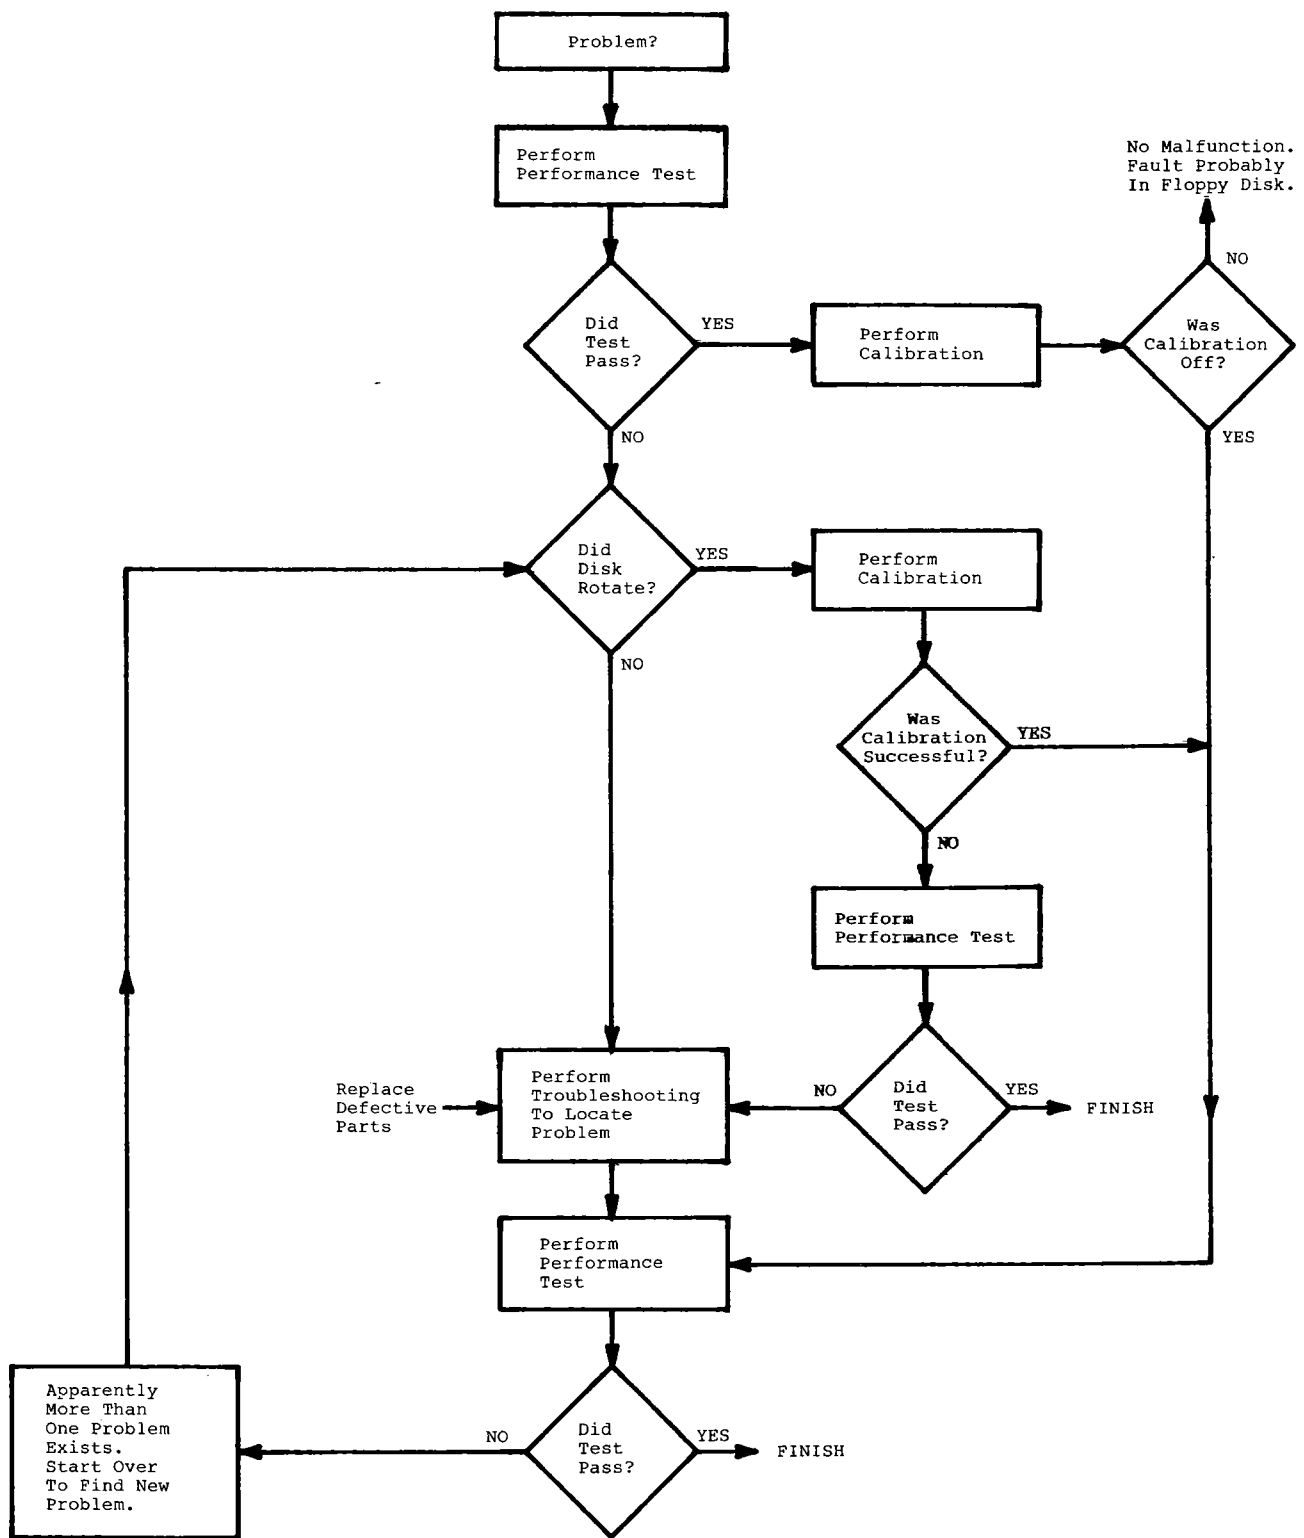 Problem?
Perform
Performance Test
No Malfunction.
Fault Probably
In Floppy Disk.
NO
Did
Test
Pass?
YES
Perform
Calibration
Was
Calibration
Off?
NO
YES
Did
Disk
Rotate?
YES
Perform
Calibration
NO
Was
Calibration
Successful?
YES
NO
Perform
Performance Test
Replace
Defective
Parts
Perform
Troubleshooting
To Locate
Problem
NO
Did
Test
Pass?
YES
FINISH
Perform
Performance
Test
Apparently
More Than
One Problem
Exists.
Start Over
To Find New
Problem.
NO
Did
Test
Pass?
YES
FINISH